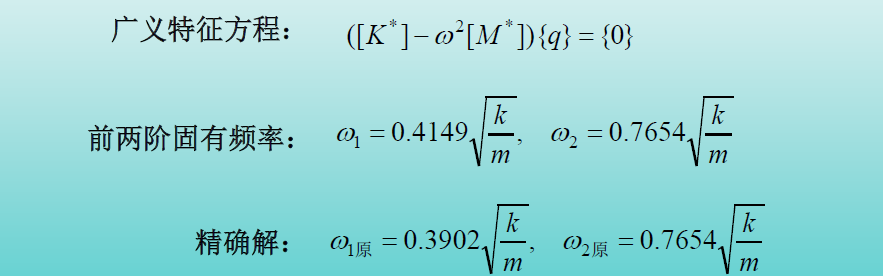 广义特征方程： ([K*]−ω²[M*]){q} = {0}
前两阶固有频率： ω₁ = 0.4149√(k/m), ω₂ = 0.7654√(k/m)
精确解： ω₁原 = 0.3902√(k/m), ω₂原 = 0.7654√(k/m)